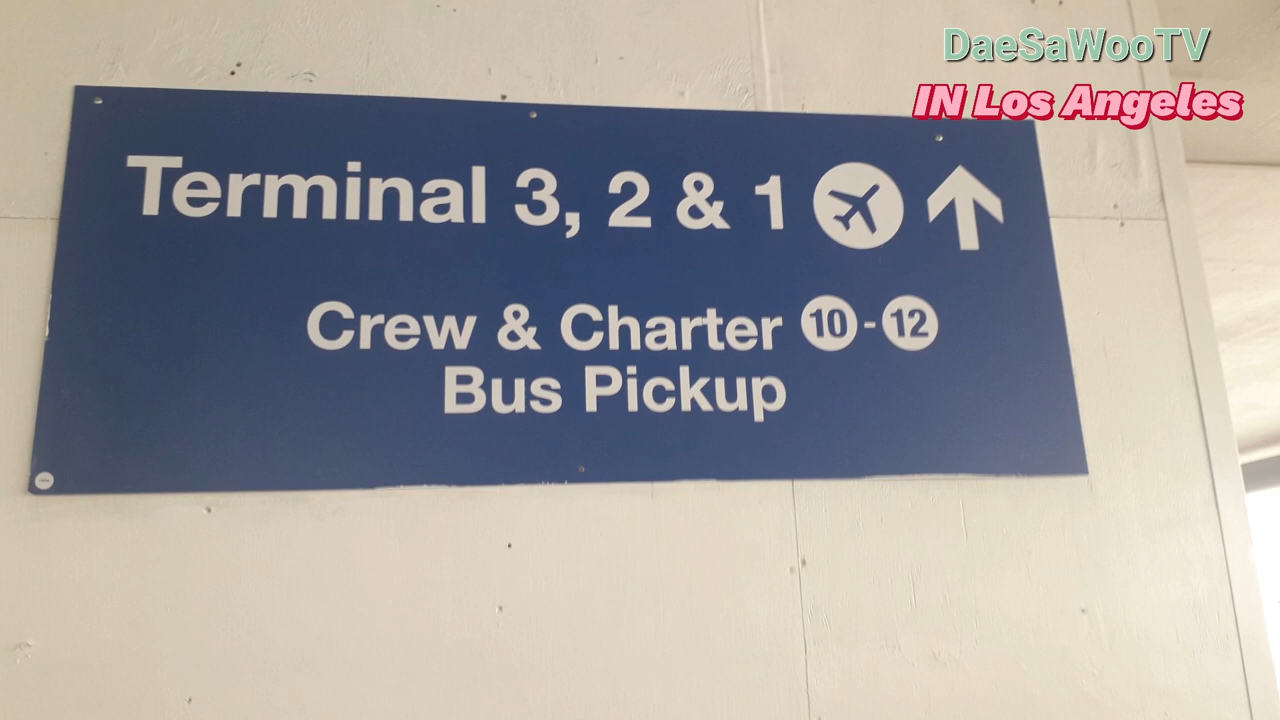 DaeSaWooTV
IN Los Angeles
Terminal 3, 2 & 1
Crew & Charter 10 - 12
Bus Pickup